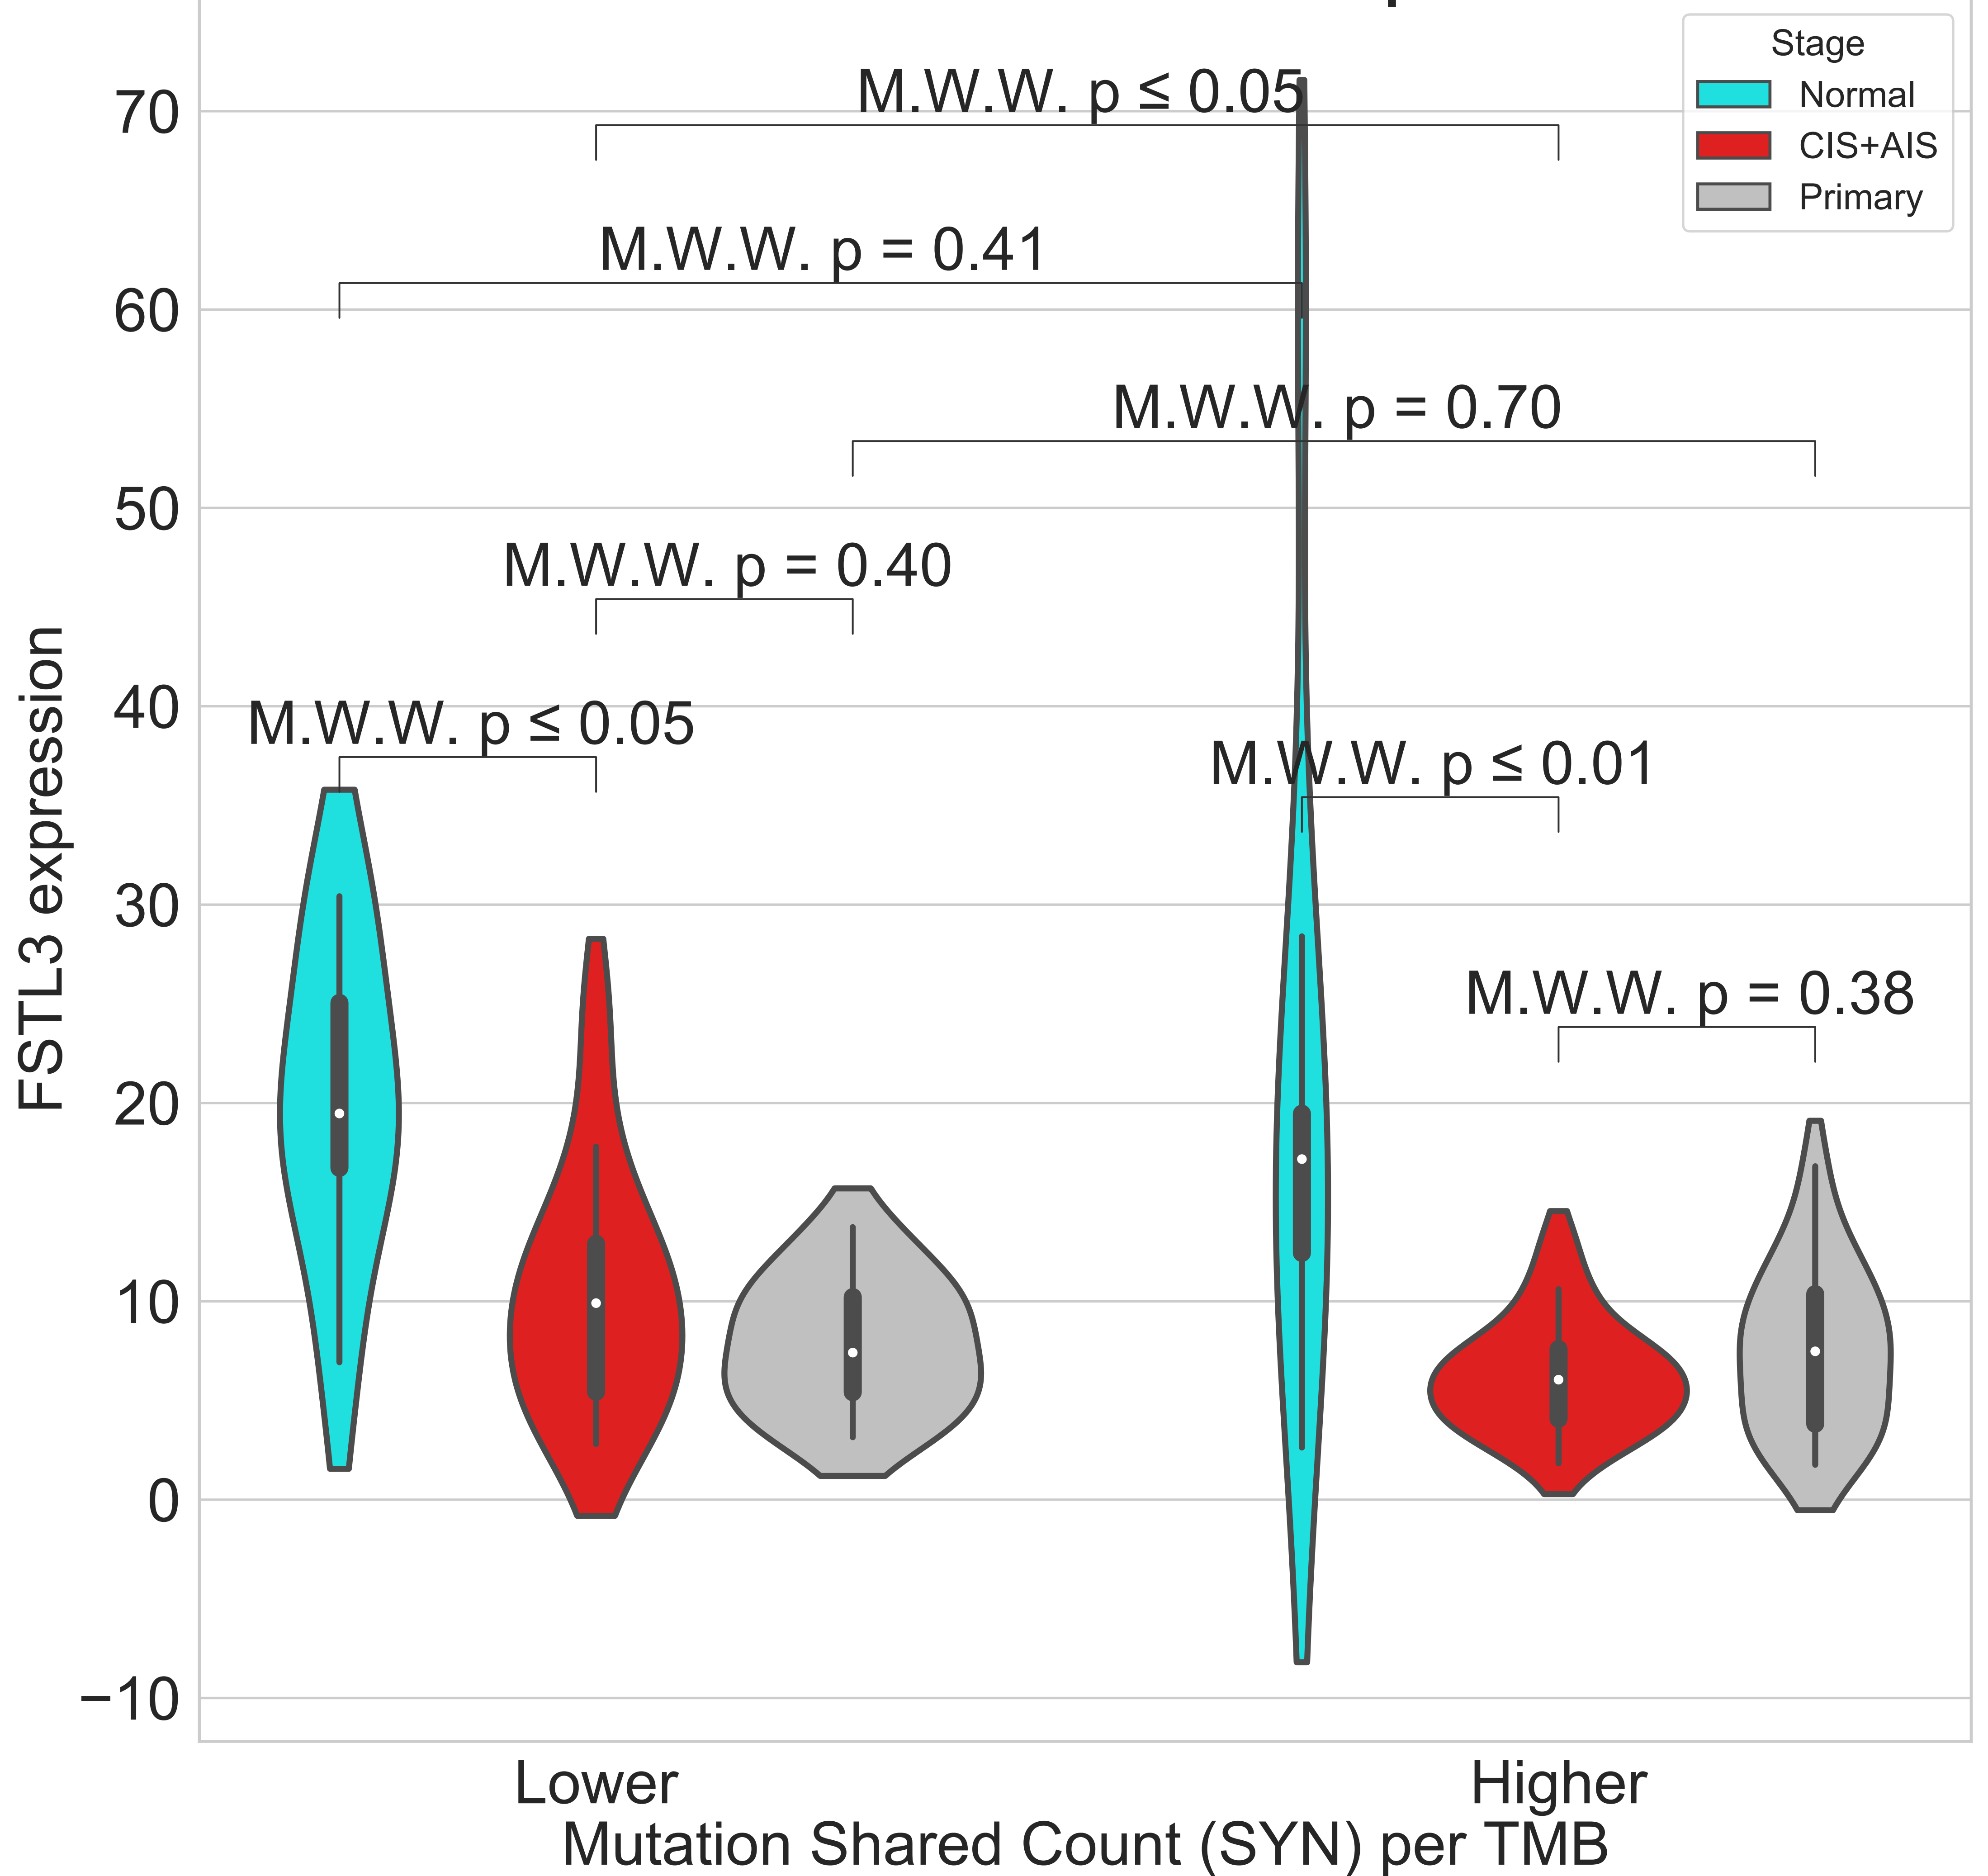 Stage
Normal
CIS+AIS
Primary
M.W.W. p ≤ 0.05
M.W.W. p = 0.41
M.W.W. p = 0.70
M.W.W. p = 0.40
M.W.W. p ≤ 0.05
M.W.W. p ≤ 0.01
M.W.W. p = 0.38
70
60
50
40
30
20
10
0
−10
FSTL3 expression
Lower
Higher
Mutation Shared Count (SYN) per TMB